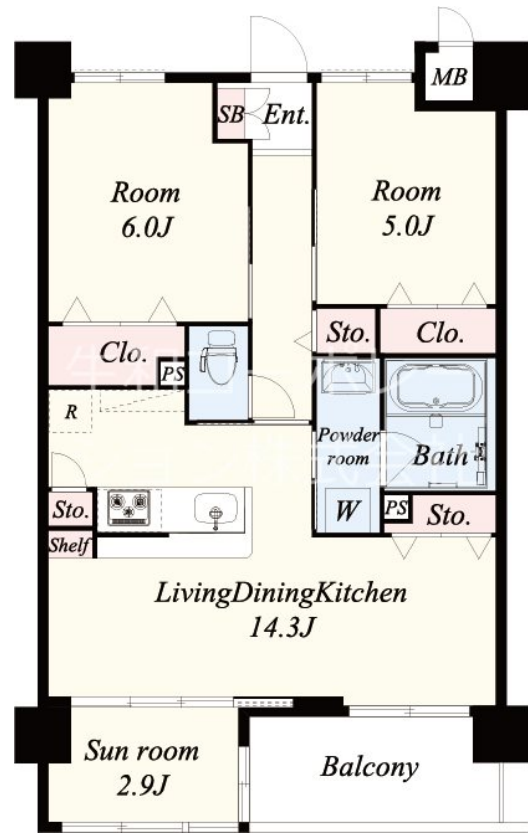 MB
SB Ent.
Room
6.0J
Room
5.0J
Clo.
Sto.
Clo.
PS
R
Powder
room
Bath
Sto.
W
PS
Sto.
Shelf
LivingDiningKitchen
14.3J
Sun room
2.9J
Balcony